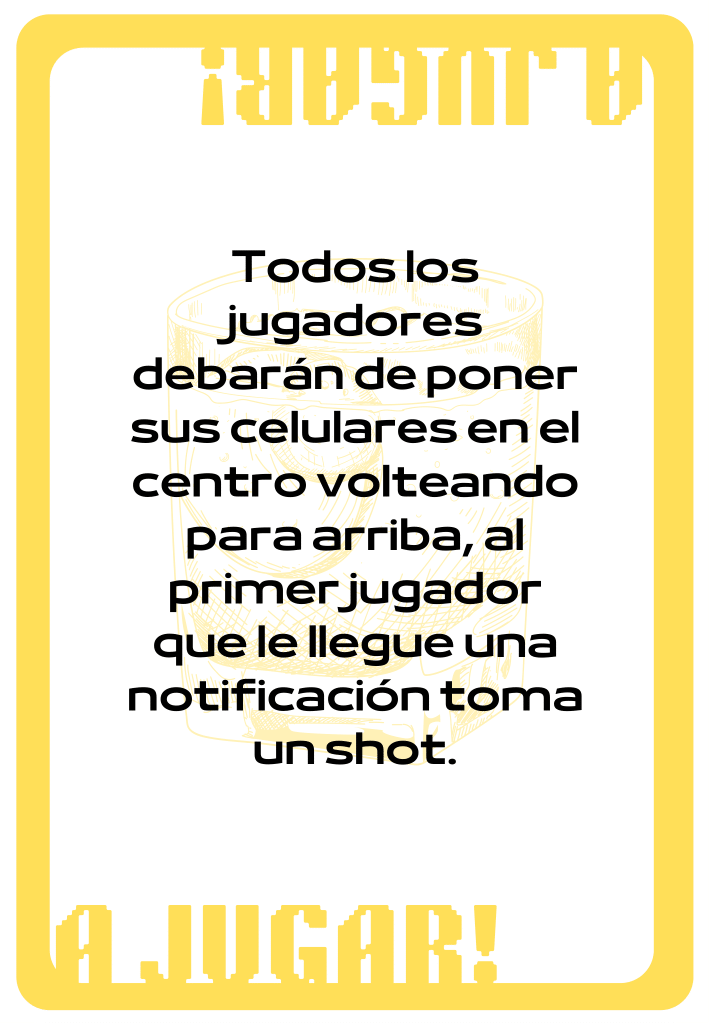 A JUGAR!
Todos los
jugadores
debarán de poner
sus celulares en el
centro volteando
para arriba, al
primer jugador
que le llegue una
notificación toma
un shot.
A JUGAR!